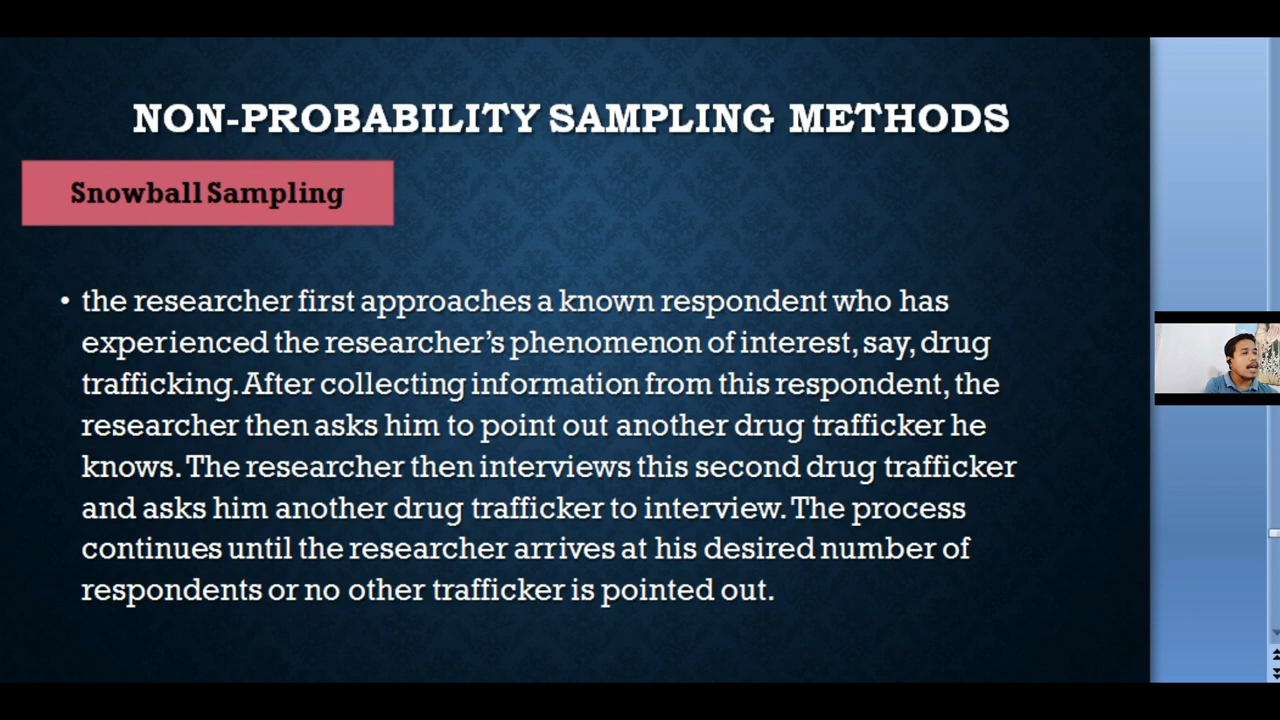 NON-PROBABILITY SAMPLING METHODS
Snowball Sampling
• the researcher first approaches a known respondent who has
experienced the researcher’s phenomenon of interest, say, drug
trafficking. After collecting information from this respondent, the
researcher then asks him to point out another drug trafficker he
knows. The researcher then interviews this second drug trafficker
and asks him another drug trafficker to interview. The process
continues until the researcher arrives at his desired number of
respondents or no other trafficker is pointed out.